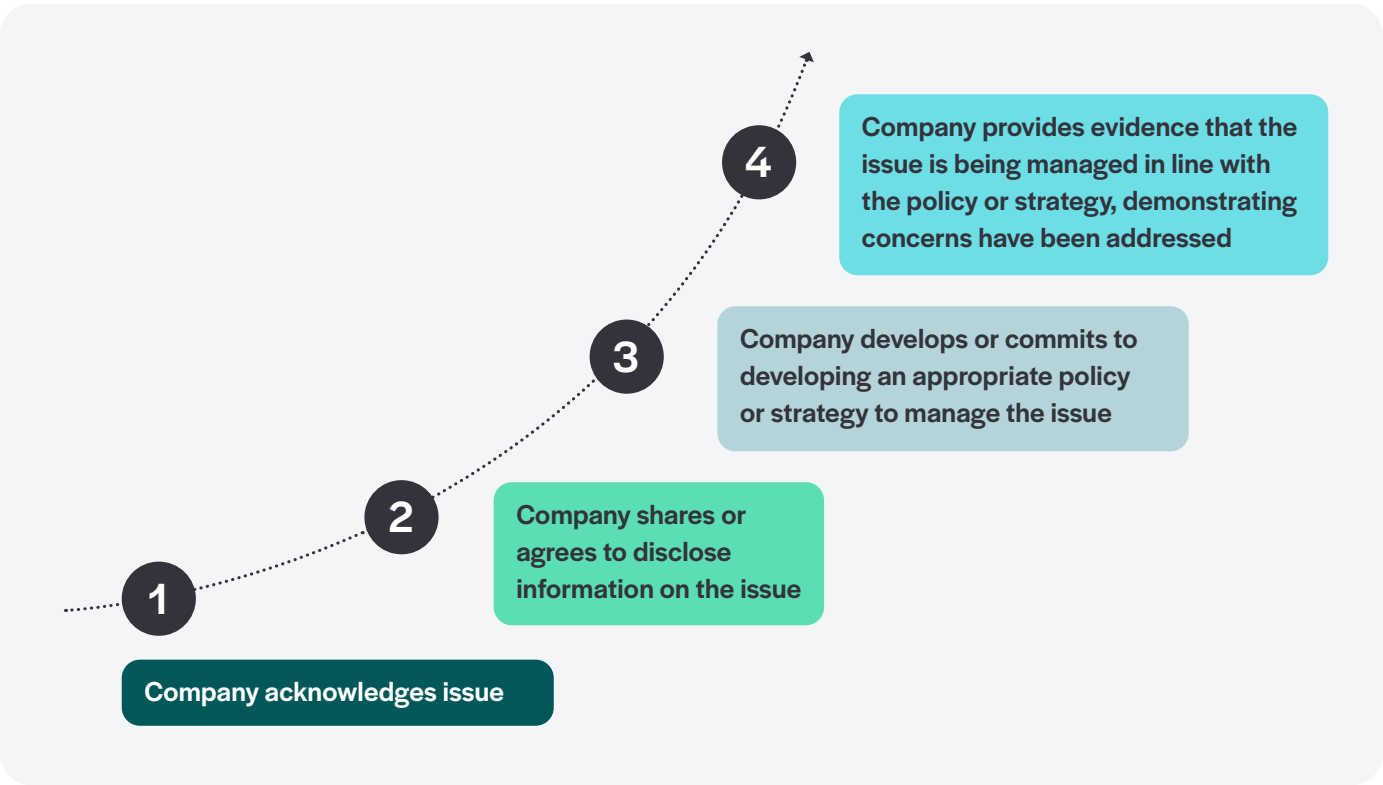 1
Company acknowledges issue
2
Company shares or
agrees to disclose
information on the issue
3
Company develops or commits to
developing an appropriate policy
or strategy to manage the issue
4
Company provides evidence that the
issue is being managed in line with
the policy or strategy, demonstrating
concerns have been addressed